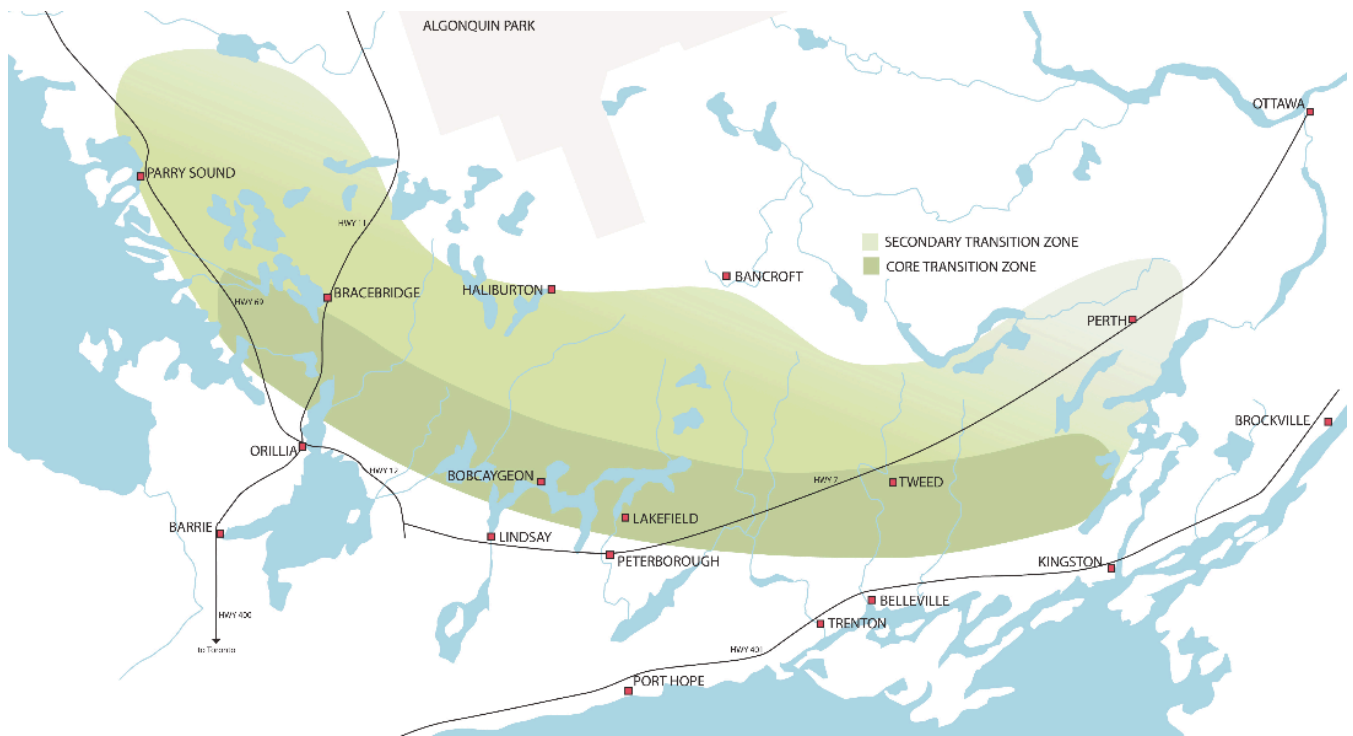 ALGONQUIN PARK
OTTAWA
PARRY SOUND
HWY 11
SECONDARY TRANSITION ZONE
CORE TRANSITION ZONE
BANCROFT
HALIBURTON
BRACEBRIDGE
HWY 69
PERTH
BROCKVILLE
ORILLIA
HWY 12
BOBCAYGEON
HWY 7
TWEED
LAKEFIELD
BARRIE
LINDSAY
PETERBOROUGH
KINGSTON
BELLEVILLE
HWY 400
TRENTON
to Toronto
HWY 401
PORT HOPE